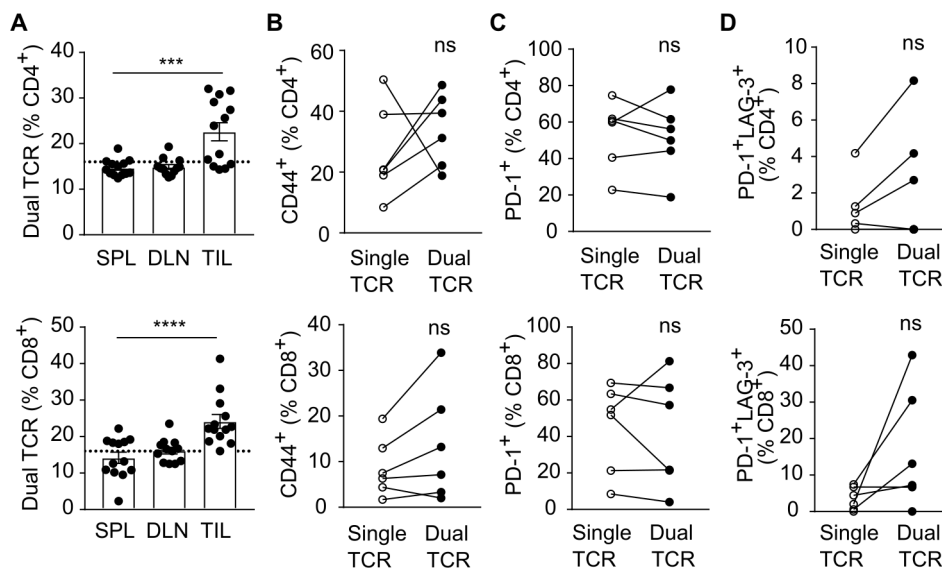 A
Dual TCR (% CD4+)
40
30
20
10
0
***
SPL DLN TIL
B
CD44+ (% CD4+)
60
40
20
0
ns
Single Dual
TCR TCR
C
PD-1+ (% CD4+)
100
80
60
40
20
0
ns
Single Dual
TCR TCR
D
PD-1+LAG-3+
(% CD4+)
10
8
6
4
2
0
ns
Single Dual
TCR TCR
Dual TCR (% CD8+)
50
40
30
20
10
0
****
SPL DLN TIL
CD44+ (% CD8+)
40
30
20
10
0
ns
Single Dual
TCR TCR
PD-1+ (% CD8+)
100
80
60
40
20
0
ns
Single Dual
TCR TCR
PD-1+LAG-3+
(% CD8+)
50
40
30
20
10
0
ns
Single Dual
TCR TCR